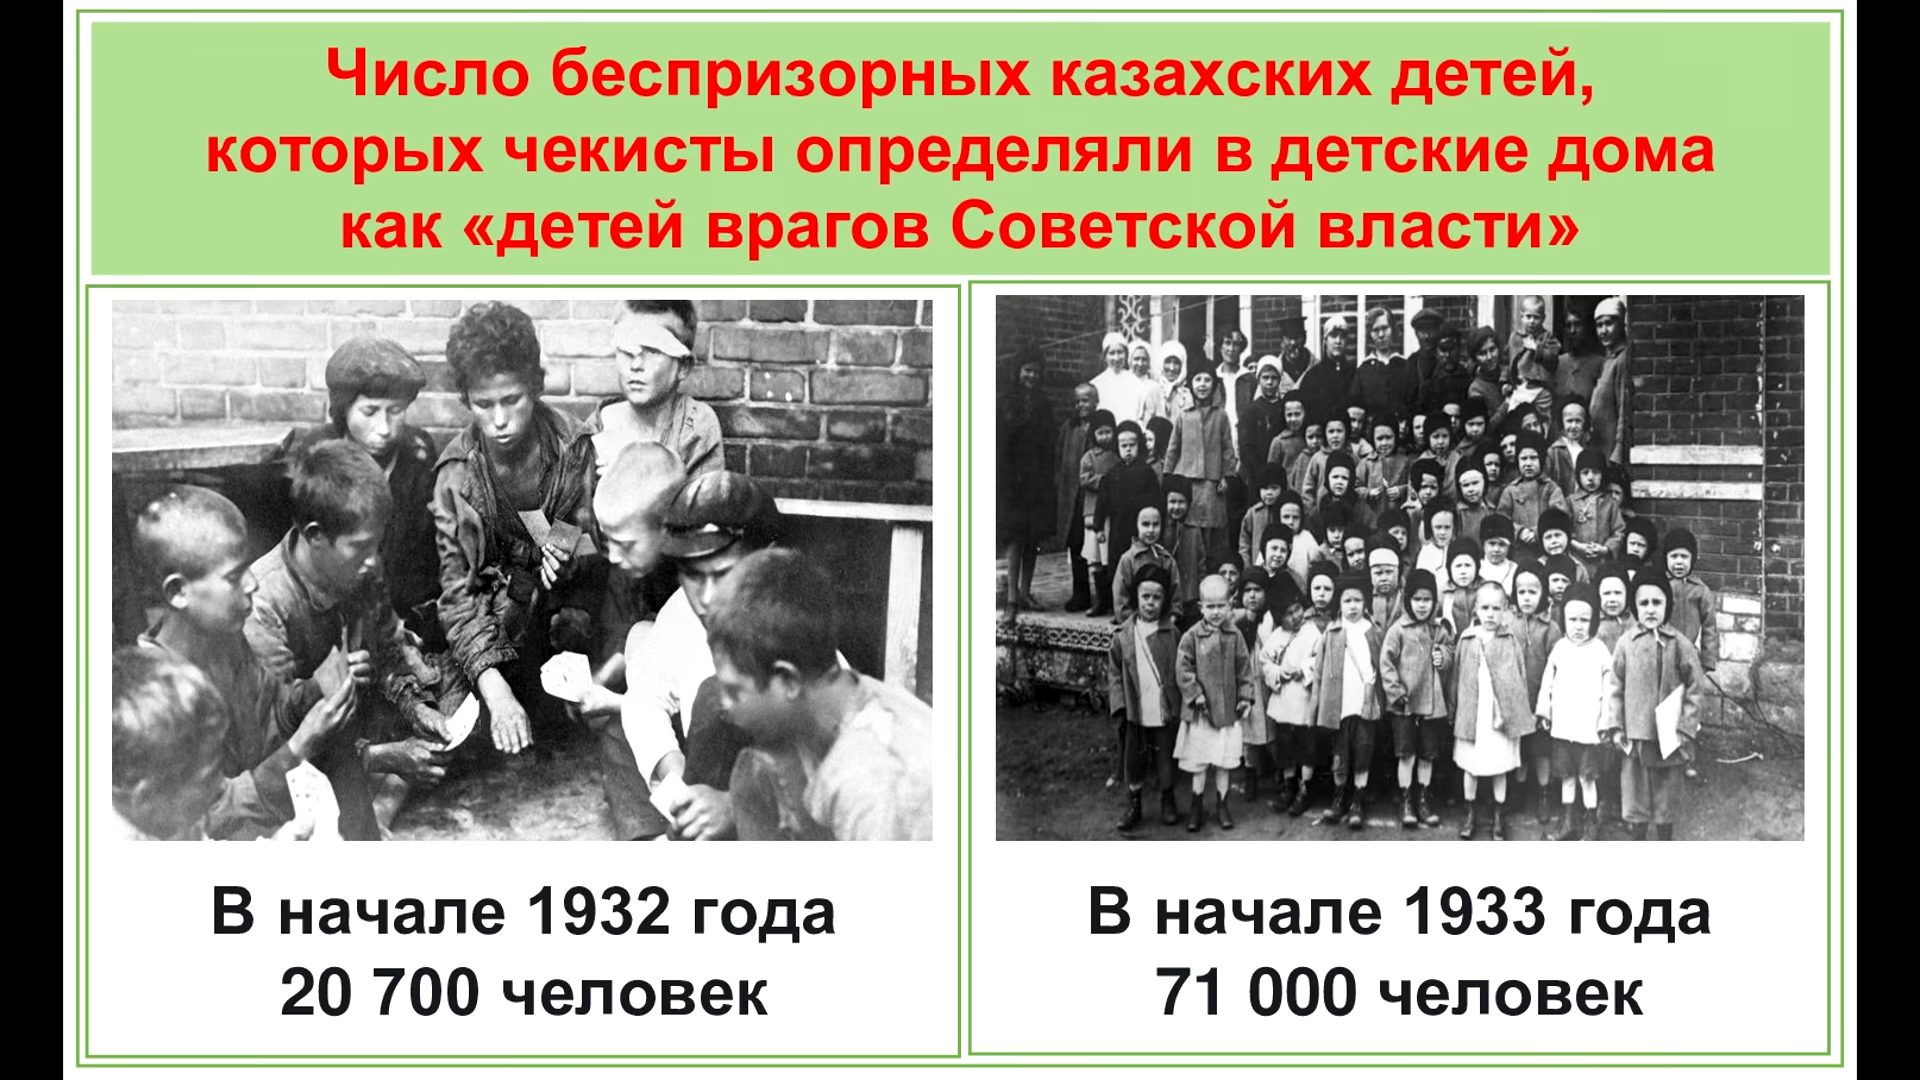 Число беспризорных казахских детей,
которых чекисты определяли в детские дома
как «детей врагов Советской власти»
В начале 1932 года
20 700 человек
В начале 1933 года
71 000 человек